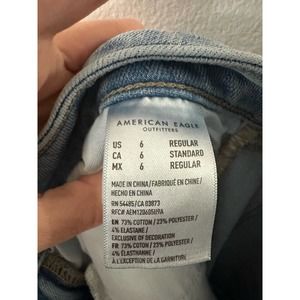 AMERICAN EAGLE
OUTFITTERS
US 6 REGULAR
CA 6 STANDARD
MX 6 REGULAR
MADE IN CHINA / FABRIQUÉ EN CHINE /
HECHO EN CHINA
RN 54485/CA 03873
EN 73% COTTON / 23% POLYESTER /
4% ELASTANE /
EXCLUSIVE OF DECORATION
FR 73% COTON / 23% POLYESTER /
4% ÉLASTHANNE /
À L'EXCEPTION DE LA GARNITURE